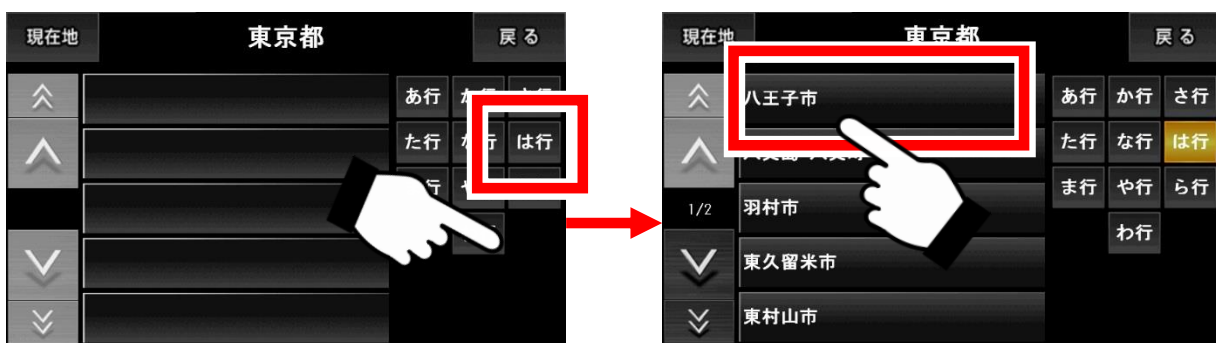 現在地 東京都 戻る
あ行
た行 は行
現在地 東京都 戻る
八王子市 あ行 か行 さ行
た行 な行 は行
1/2 羽村市 ま行 や行 ら行
わ行
東久留米市
東村山市